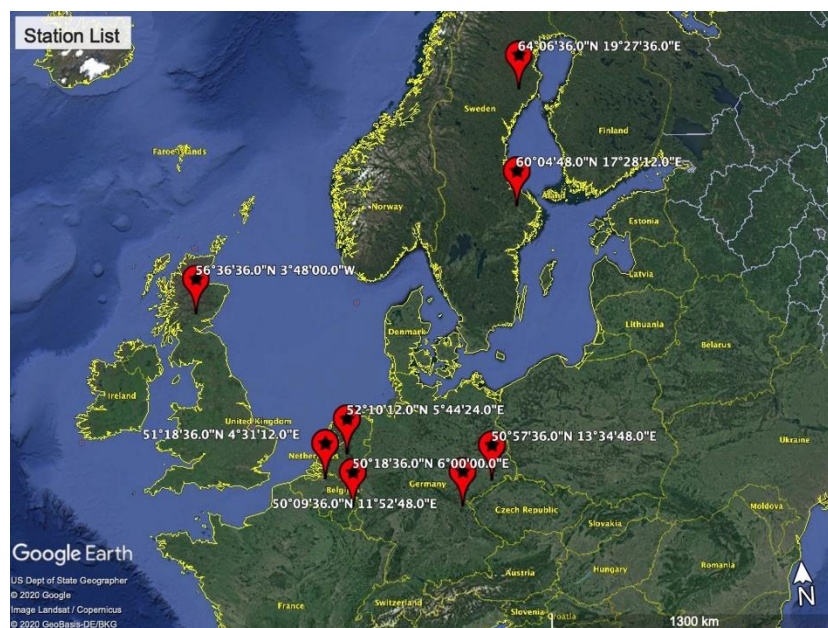 Station List
64°06'36.0"N 19°27'36.0"E
Sweden
Finland
Faroe Islands
60°04'48.0"N 17°28'12.0"E
Åland
Norway
Estonia
56°36'36.0"N 3°48'00.0"W
Latvia
Denmark
Lithuania
Belarus
Ireland
52°10'12.0"N 5°44'24.0"E
United Kingdom
51°18'36.0"N 4°31'12.0"E
50°57'36.0"N 13°34'48.0"E
Ukraine
50°18'36.0"N 6°00'00.0"E
Germany
50°09'36.0"N 11°52'48.0"E
Czech Republic
Moldova
Slovakia
Google Earth
US Dept of State Geographer
Austria
Hungary
Romania
© 2020 Google
France
Switzerland
Image Landsat / Copernicus
Slovenia
Croatia
1300 km
N
© 2020 GeoBasis-DE/BKG